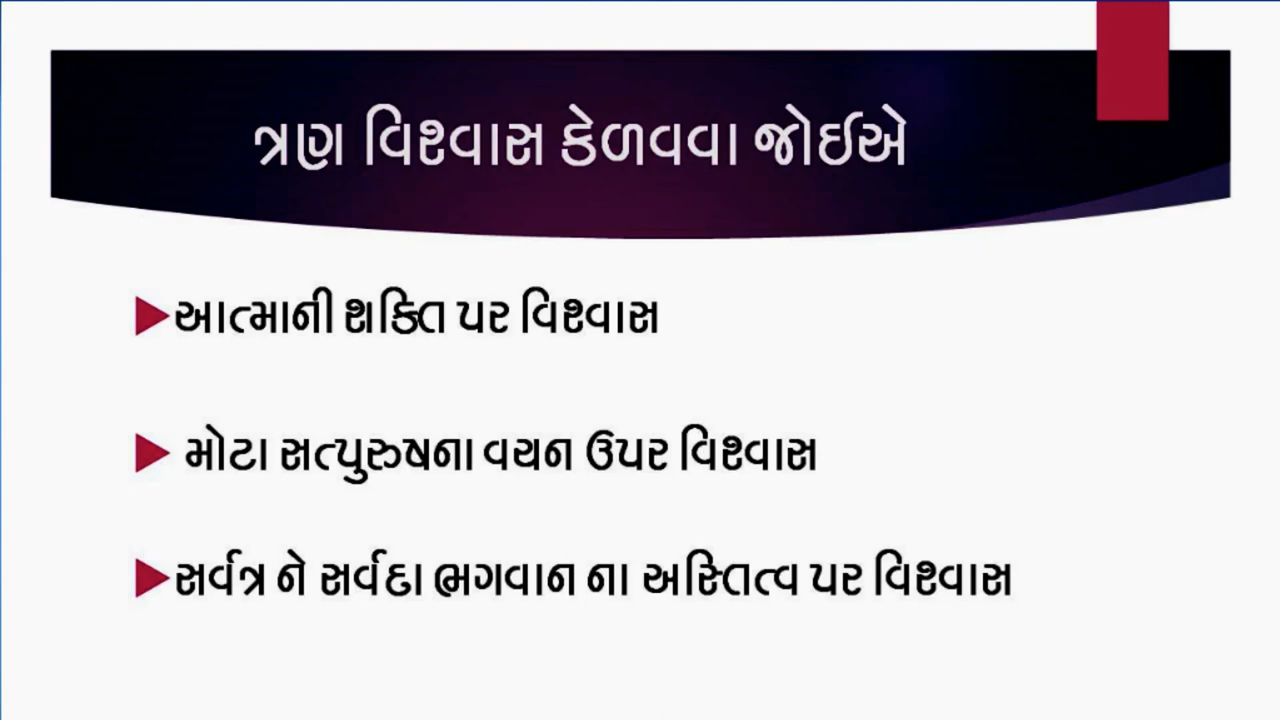 ત્રણ વિશ્વાસ કેળવવા જોઈએ
આત્માની શક્તિ પર વિશ્વાસ
મોટા સત્પુરુષના વચન ઉપર વિશ્વાસ
સર્વત્ર ને સર્વદા ભગવાન ના અસ્તિત્વ પર વિશ્વાસ